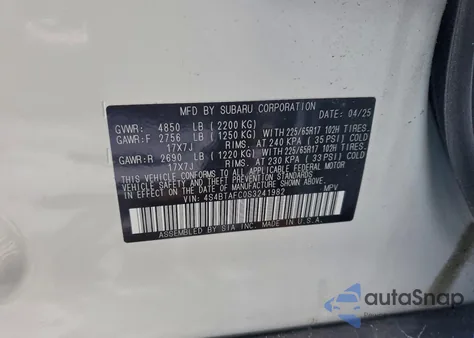 MFD BY SUBARU CORPORATION
DATE: 04/25
GVWR: 4850 LB (2200 KG)
GAWR:F 2756 LB (1250 KG) WITH 225/65R17 102H TIRES.
17X7J RIMS. AT 240 KPA ( 35 PSI) COLD
GAWR:R 2690 LB (1220 KG) WITH 225/65R17 102H TIRES.
17X7J RIMS. AT 230 KPA ( 33 PSI) COLD
THIS VEHICLE CONFORMS TO ALL APPLICABLE FEDERAL MOTOR VEHICLE
SAFETY AND THEFT PREVENTION STANDARDS IN
EFFECT ON THE DATE OF MANUFACTURE SHOWN ABOVE.
VIN: 4S4BTAFC0S3241982 MPV
ASSEMBLED BY SIA INC. MADE IN U.S.A.
autoSnap